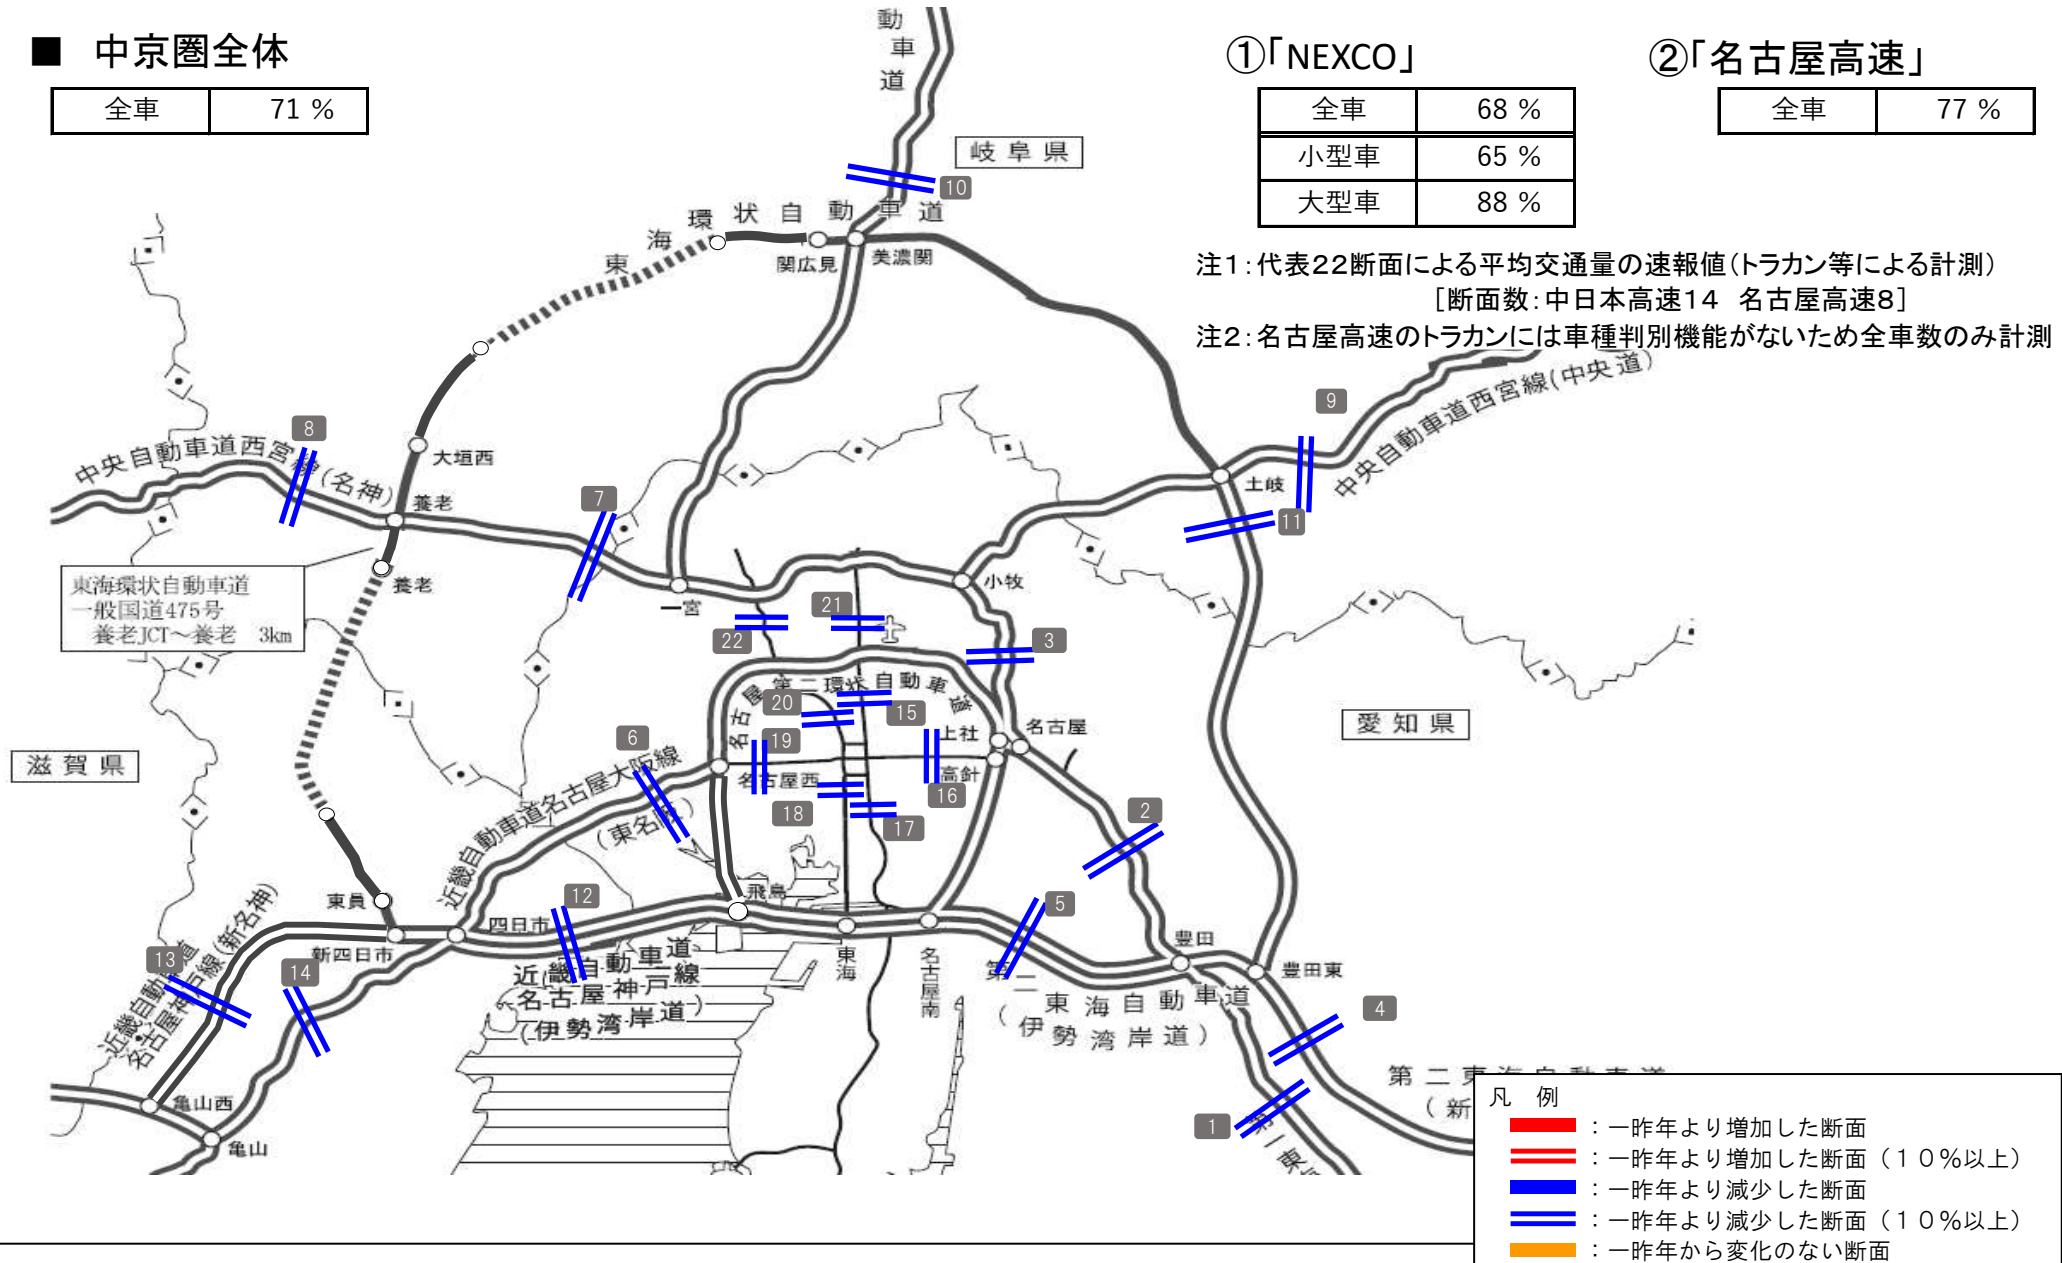 ■ 中京圏全体
全車 71 %
①「NEXCO」
全車 68 %
小型車 65 %
大型車 88 %
②「名古屋高速」
全車 77 %
注1：代表22断面による平均交通量の速報値（トラカン等による計測）
［断面数：中日本高速14 名古屋高速8］
注2：名古屋高速のトラカンには車種判別機能がないため全車数のみ計測
動車道
岐阜県
10
東海環状自動車道
関広見
美濃関
9
中央自動車道西宮線(中央道)
8
中央自動車道西宮線(名神)
大垣西
養老
7
土岐
11
養老
東海環状自動車道
一般国道475号
養老JCT～養老 3km
一宮
小牧
21
22
3
名古屋第二環状自動車道
20
15
上社
名古屋
愛知県
滋賀県
6
19
名古屋西
高針
16
近畿自動車道名古屋大阪線
(東名阪)
18
17
2
東員
飛島
12
四日市
5
新四日市
豊田
豊田東
東海
名古屋南
13
近畿自動車道
名古屋神戸線(新名神)
14
近畿自動車道
名古屋神戸線
(伊勢湾岸道)
第二東海自動車道
(伊勢湾岸道)
4
亀山西
亀山
1
第二東海自動車道
(新
第一東
凡 例
：一昨年より増加した断面
：一昨年より増加した断面（１０％以上）
：一昨年より減少した断面
：一昨年より減少した断面（１０％以上）
：一昨年から変化のない断面